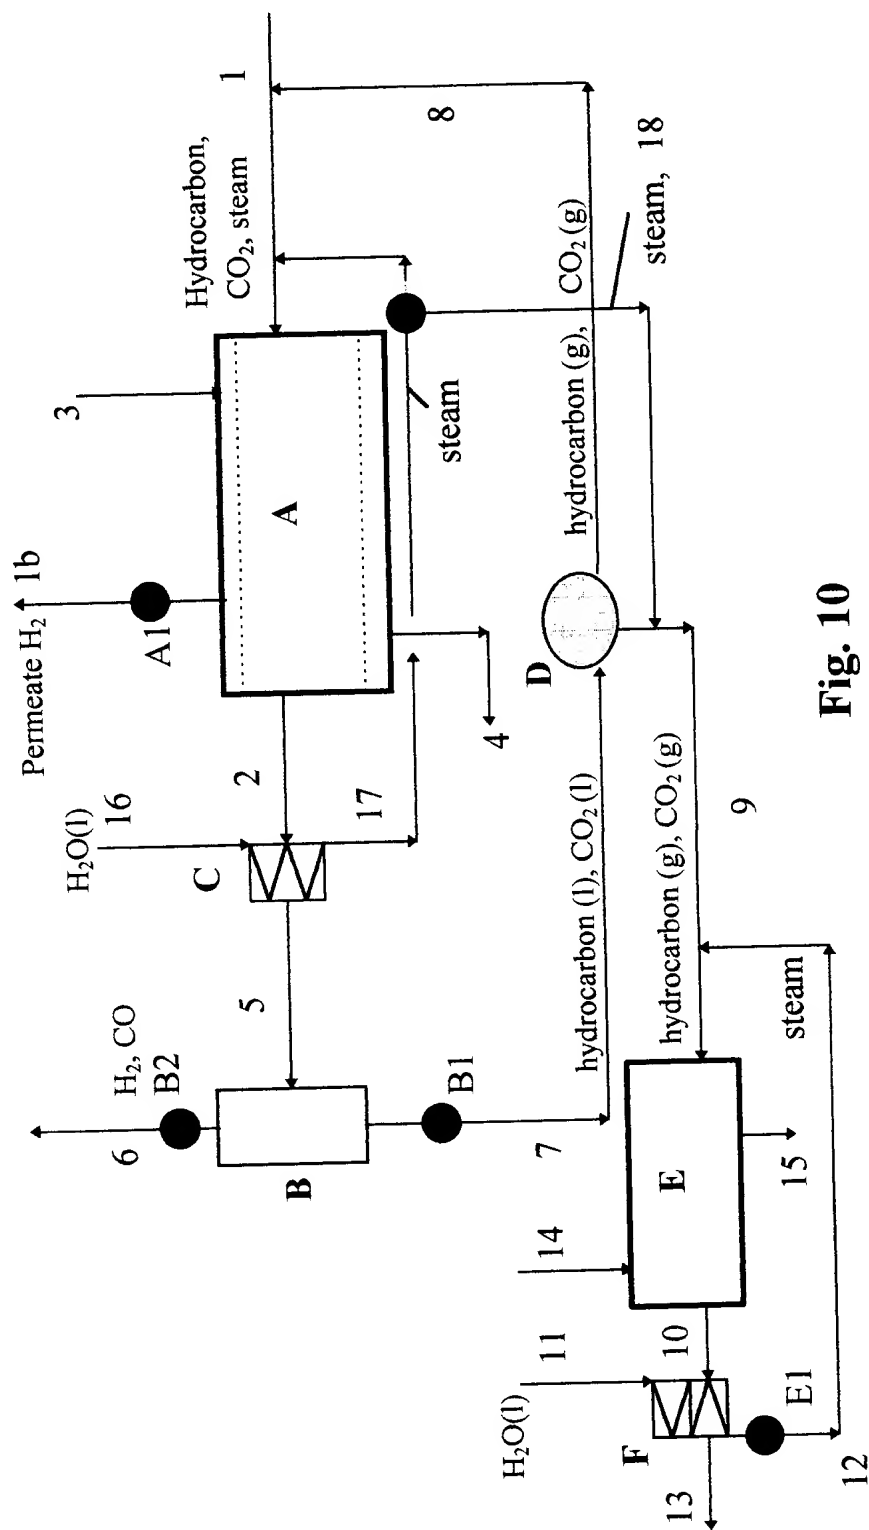 1
Hydrocarbon,
CO₂, steam
8
steam, 18
3
A
steam
hydrocarbon (g), CO₂(g)
Permeate H₂ 1b
A1
D
2
4
H₂O(l)
16
17
C
5
hydrocarbon (l), CO₂(l)
hydrocarbon (g), CO₂(g)
9
H₂, CO
6
B2
B
B1
7
steam
E
14
15
H₂O(l)
11
10
F
E1
13
12
Fig. 10